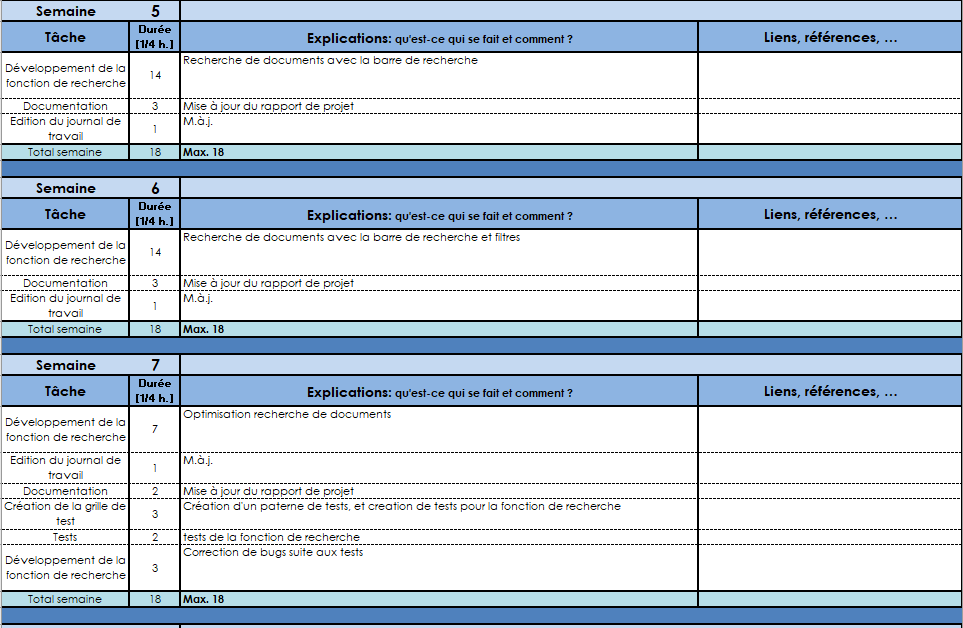 Semaine 5
Tâche Durée [1/4 h.] Explications: qu'est-ce qui se fait et comment ? Liens, références, ...
Développement de la fonction de recherche 14 Recherche de documents avec la barre de recherche
Documentation 3 Mise à jour du rapport de projet
Edition du journal de travail 1 M.à.j.
Total semaine 18 Max. 18
Semaine 6
Tâche Durée [1/4 h.] Explications: qu'est-ce qui se fait et comment ? Liens, références, ...
Développement de la fonction de recherche 14 Recherche de documents avec la barre de recherche et filtres
Documentation 3 Mise à jour du rapport de projet
Edition du journal de travail 1 M.à.j.
Total semaine 18 Max. 18
Semaine 7
Tâche Durée [1/4 h.] Explications: qu'est-ce qui se fait et comment ? Liens, références, ...
Développement de la fonction de recherche 7 Optimisation recherche de documents
Edition du journal de travail 1 M.à.j.
Documentation 2 Mise à jour du rapport de projet
Création de la grille de test 3 Création d'un paterne de tests, et creation de tests pour la fonction de recherche
Tests 2 tests de la fonction de recherche
Développement de la fonction de recherche 3 Correction de bugs suite aux tests
Total semaine 18 Max. 18